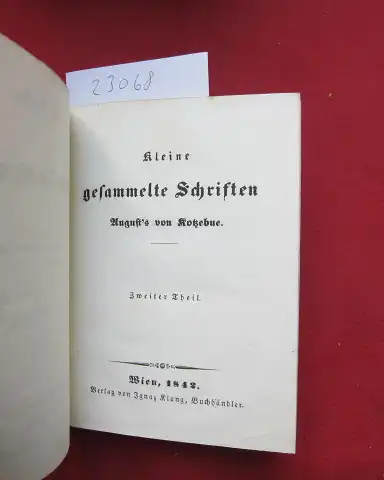 23068
Kleine
gesammelte Schriften
August's von Kotzebue.
Zweiter Theil.
Wien, 1842.
Verlag von Ignaz Klang, Buchhändler.